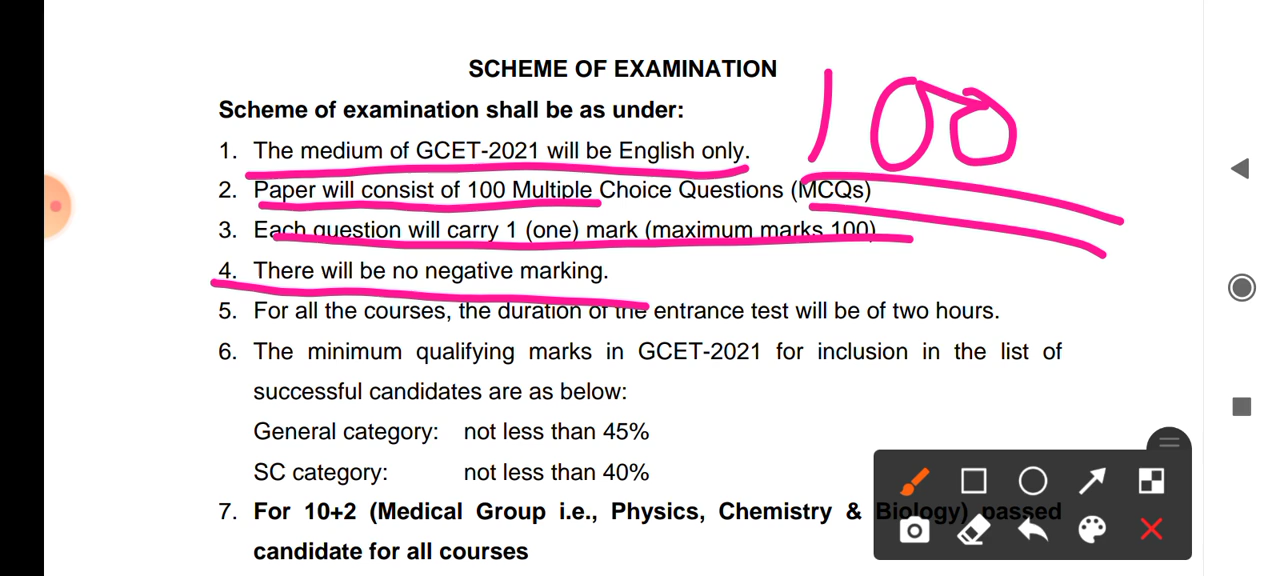 SCHEME OF EXAMINATION
100
Scheme of examination shall be as under:
1. The medium of GCET-2021 will be English only.
2. Paper will consist of 100 Multiple Choice Questions (MCQs)
3. Each question will carry 1 (one) mark (maximum marks 100)
4. There will be no negative marking.
5. For all the courses, the duration of the entrance test will be of two hours.
6. The minimum qualifying marks in GCET-2021 for inclusion in the list of
successful candidates are as below:
General category: not less than 45%
SC category: not less than 40%
7. For 10+2 (Medical Group i.e., Physics, Chemistry & Biology) passed
candidate for all courses